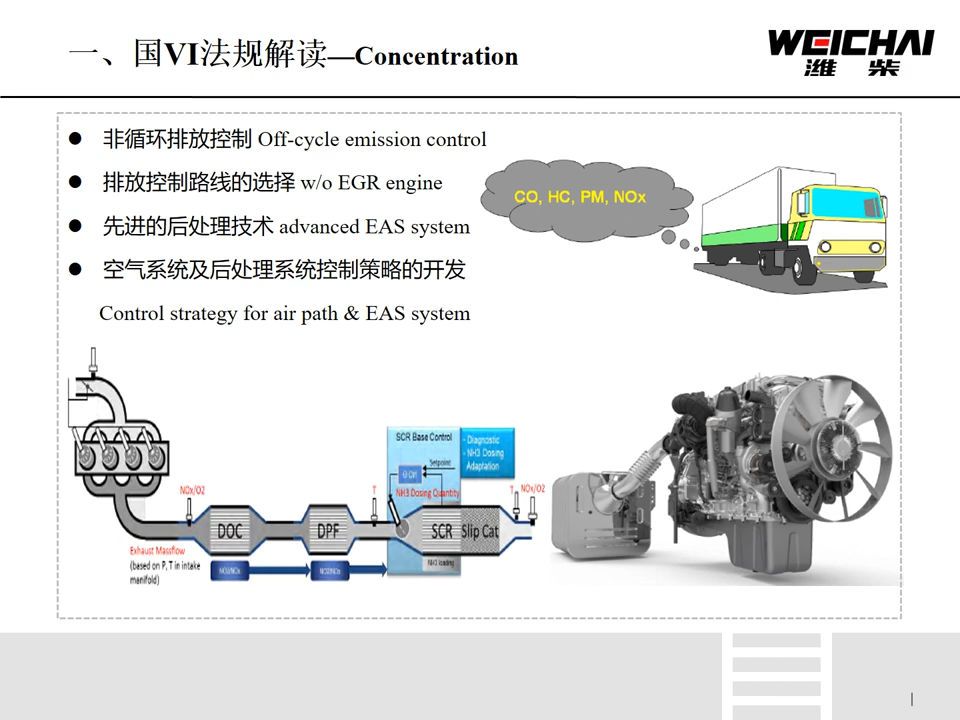 一、国VI法规解读—Concentration
WEICHAI
潍柴
● 非循环排放控制 Off-cycle emission control
● 排放控制路线的选择 w/o EGR engine
● 先进的后处理技术 advanced EAS system
● 空气系统及后处理系统控制策略的开发
Control strategy for air path & EAS system
CO, HC, PM, NOx
SCR Base Control
- Diagnostic
- NH3 Dosing
Adaptation
Setpoint
Ctrl
NH3 Dosing Quantity
NOx/O2
T
T
NOx/O2
DOC
DPF
SCR
Slip Cat
Exhaust Massflow
(based on P, T in intake
manifold)
NH3 loading